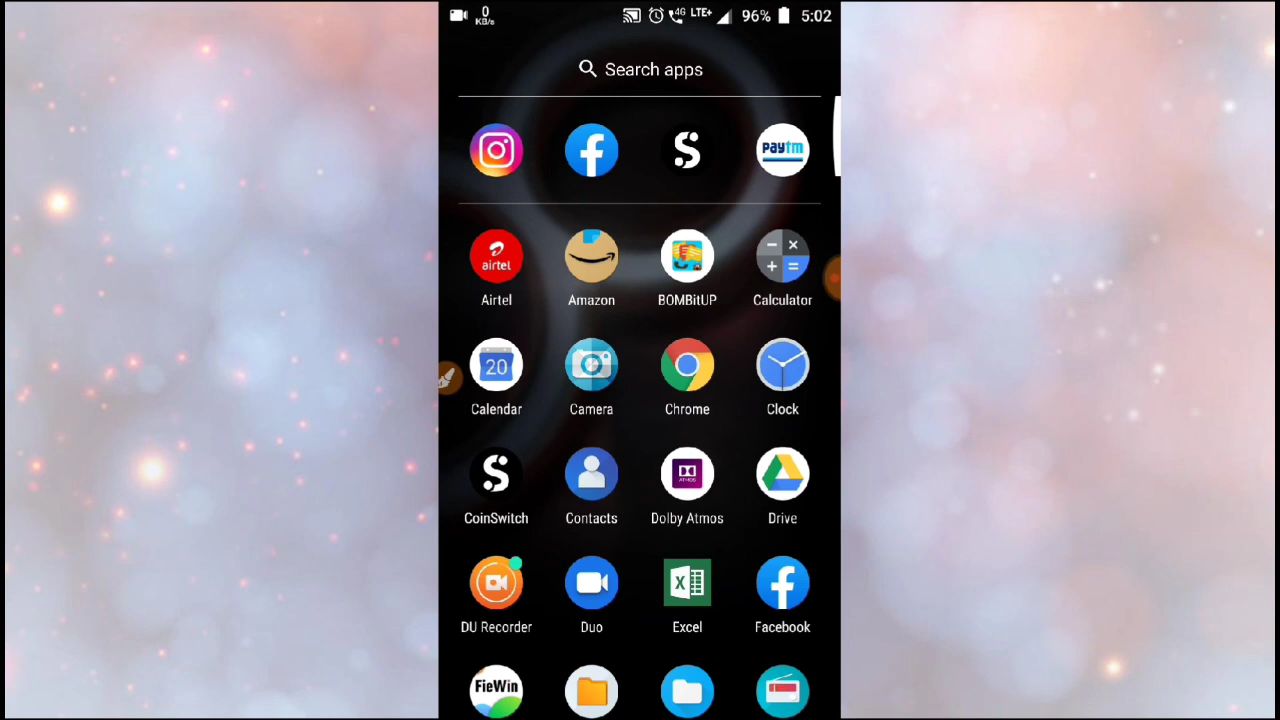 0
KB/s
4G LTE+ 96% 5:02
Search apps
paytm
airtel
Airtel Amazon BOMBitUP Calculator
20
Calendar Camera Chrome Clock
ATMOS
CoinSwitch Contacts Dolby Atmos Drive
DU Recorder Duo Excel Facebook
FieWin